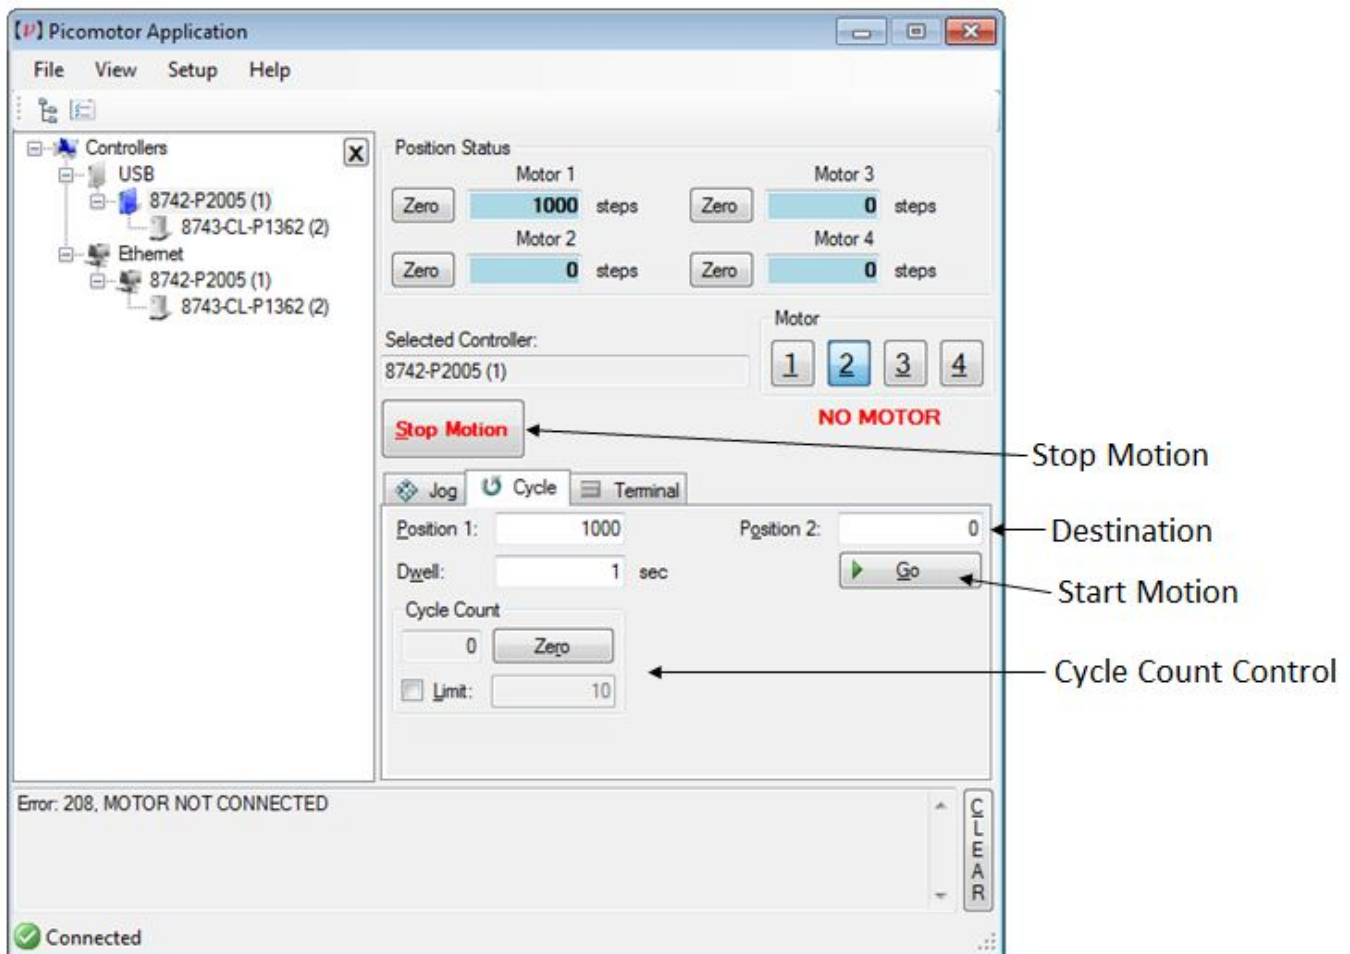 [ν] Picomotor Application
File View Setup Help
Controllers
USB
8742-P2005 (1)
8743-CL-P1362 (2)
Ethernet
8742-P2005 (1)
8743-CL-P1362 (2)
X
Position Status
Motor 1 Motor 3
Zero 1000 steps Zero 0 steps
Motor 2 Motor 4
Zero 0 steps Zero 0 steps
Selected Controller:
8742-P2005 (1)
Motor
1 2 3 4
NO MOTOR
Stop Motion
Stop Motion
Jog Cycle Terminal
Position 1: 1000 Position 2: 0
Destination
Dwell: 1 sec Go
Start Motion
Cycle Count
0 Zero
Cycle Count Control
Limit: 10
Error: 208, MOTOR NOT CONNECTED
CLEAR
Connected